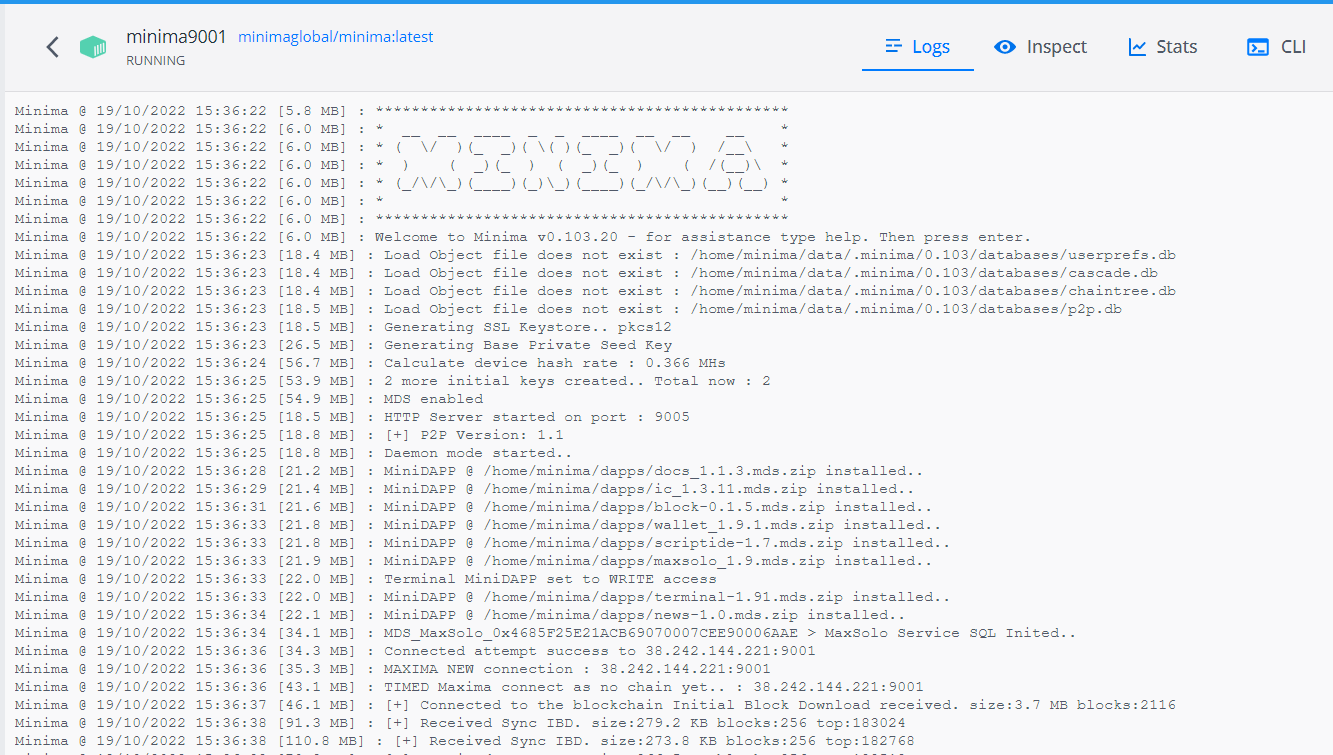 minima9001 minimaglobal/minima:latest
RUNNING
Logs Inspect Stats CLI
Minima @ 19/10/2022 15:36:22 [5.8 MB] : **********************************************
Minima @ 19/10/2022 15:36:22 [6.0 MB] : *  __  __  ____  _  _  ____  __  __    __    *
Minima @ 19/10/2022 15:36:22 [6.0 MB] : * (  \/  )(_  _)( \( )(_  _)(  \/  )  /__\   *
Minima @ 19/10/2022 15:36:22 [6.0 MB] : *  )    (  _)(_  )  (  _)(_  )    (  /(__)\  *
Minima @ 19/10/2022 15:36:22 [6.0 MB] : * (_/\/\_)(____)(_)\_)(____)(_/\/\_)(__)(__) *
Minima @ 19/10/2022 15:36:22 [6.0 MB] : *                                            *
Minima @ 19/10/2022 15:36:22 [6.0 MB] : **********************************************
Minima @ 19/10/2022 15:36:22 [6.0 MB] : Welcome to Minima v0.103.20 - for assistance type help. Then press enter.
Minima @ 19/10/2022 15:36:23 [18.4 MB] : Load Object file does not exist : /home/minima/data/.minima/0.103/databases/userprefs.db
Minima @ 19/10/2022 15:36:23 [18.4 MB] : Load Object file does not exist : /home/minima/data/.minima/0.103/databases/cascade.db
Minima @ 19/10/2022 15:36:23 [18.4 MB] : Load Object file does not exist : /home/minima/data/.minima/0.103/databases/chaintree.db
Minima @ 19/10/2022 15:36:23 [18.5 MB] : Load Object file does not exist : /home/minima/data/.minima/0.103/databases/p2p.db
Minima @ 19/10/2022 15:36:23 [18.5 MB] : Generating SSL Keystore.. pkcs12
Minima @ 19/10/2022 15:36:23 [26.5 MB] : Generating Base Private Seed Key
Minima @ 19/10/2022 15:36:24 [56.7 MB] : Calculate device hash rate : 0.366 MHs
Minima @ 19/10/2022 15:36:25 [53.9 MB] : 2 more initial keys created.. Total now : 2
Minima @ 19/10/2022 15:36:25 [54.9 MB] : MDS enabled
Minima @ 19/10/2022 15:36:25 [18.5 MB] : HTTP Server started on port : 9005
Minima @ 19/10/2022 15:36:25 [18.8 MB] : [+] P2P Version: 1.1
Minima @ 19/10/2022 15:36:25 [18.8 MB] : Daemon mode started..
Minima @ 19/10/2022 15:36:28 [21.2 MB] : MiniDAPP @ /home/minima/dapps/docs_1.1.3.mds.zip installed..
Minima @ 19/10/2022 15:36:29 [21.4 MB] : MiniDAPP @ /home/minima/dapps/ic_1.3.11.mds.zip installed..
Minima @ 19/10/2022 15:36:31 [21.6 MB] : MiniDAPP @ /home/minima/dapps/block-0.1.5.mds.zip installed..
Minima @ 19/10/2022 15:36:33 [21.8 MB] : MiniDAPP @ /home/minima/dapps/wallet_1.9.1.mds.zip installed..
Minima @ 19/10/2022 15:36:33 [21.8 MB] : MiniDAPP @ /home/minima/dapps/scriptide-1.7.mds.zip installed..
Minima @ 19/10/2022 15:36:33 [21.9 MB] : MiniDAPP @ /home/minima/dapps/maxsolo_1.9.mds.zip installed..
Minima @ 19/10/2022 15:36:33 [22.0 MB] : Terminal MiniDAPP set to WRITE access
Minima @ 19/10/2022 15:36:33 [22.0 MB] : MiniDAPP @ /home/minima/dapps/terminal-1.91.mds.zip installed..
Minima @ 19/10/2022 15:36:34 [22.1 MB] : MiniDAPP @ /home/minima/dapps/news-1.0.mds.zip installed..
Minima @ 19/10/2022 15:36:34 [34.1 MB] : MDS_MaxSolo_0x4685F25E21ACB69070007CEE90006AAE > MaxSolo Service SQL Inited..
Minima @ 19/10/2022 15:36:36 [34.3 MB] : Connected attempt success to 38.242.144.221:9001
Minima @ 19/10/2022 15:36:36 [35.3 MB] : MAXIMA NEW connection : 38.242.144.221:9001
Minima @ 19/10/2022 15:36:36 [43.1 MB] : TIMED Maxima connect as no chain yet.. : 38.242.144.221:9001
Minima @ 19/10/2022 15:36:37 [46.1 MB] : [+] Connected to the blockchain Initial Block Download received. size:3.7 MB blocks:2116
Minima @ 19/10/2022 15:36:38 [91.3 MB] : [+] Received Sync IBD. size:279.2 KB blocks:256 top:183024
Minima @ 19/10/2022 15:36:38 [110.8 MB] : [+] Received Sync IBD. size:273.8 KB blocks:256 top:182768